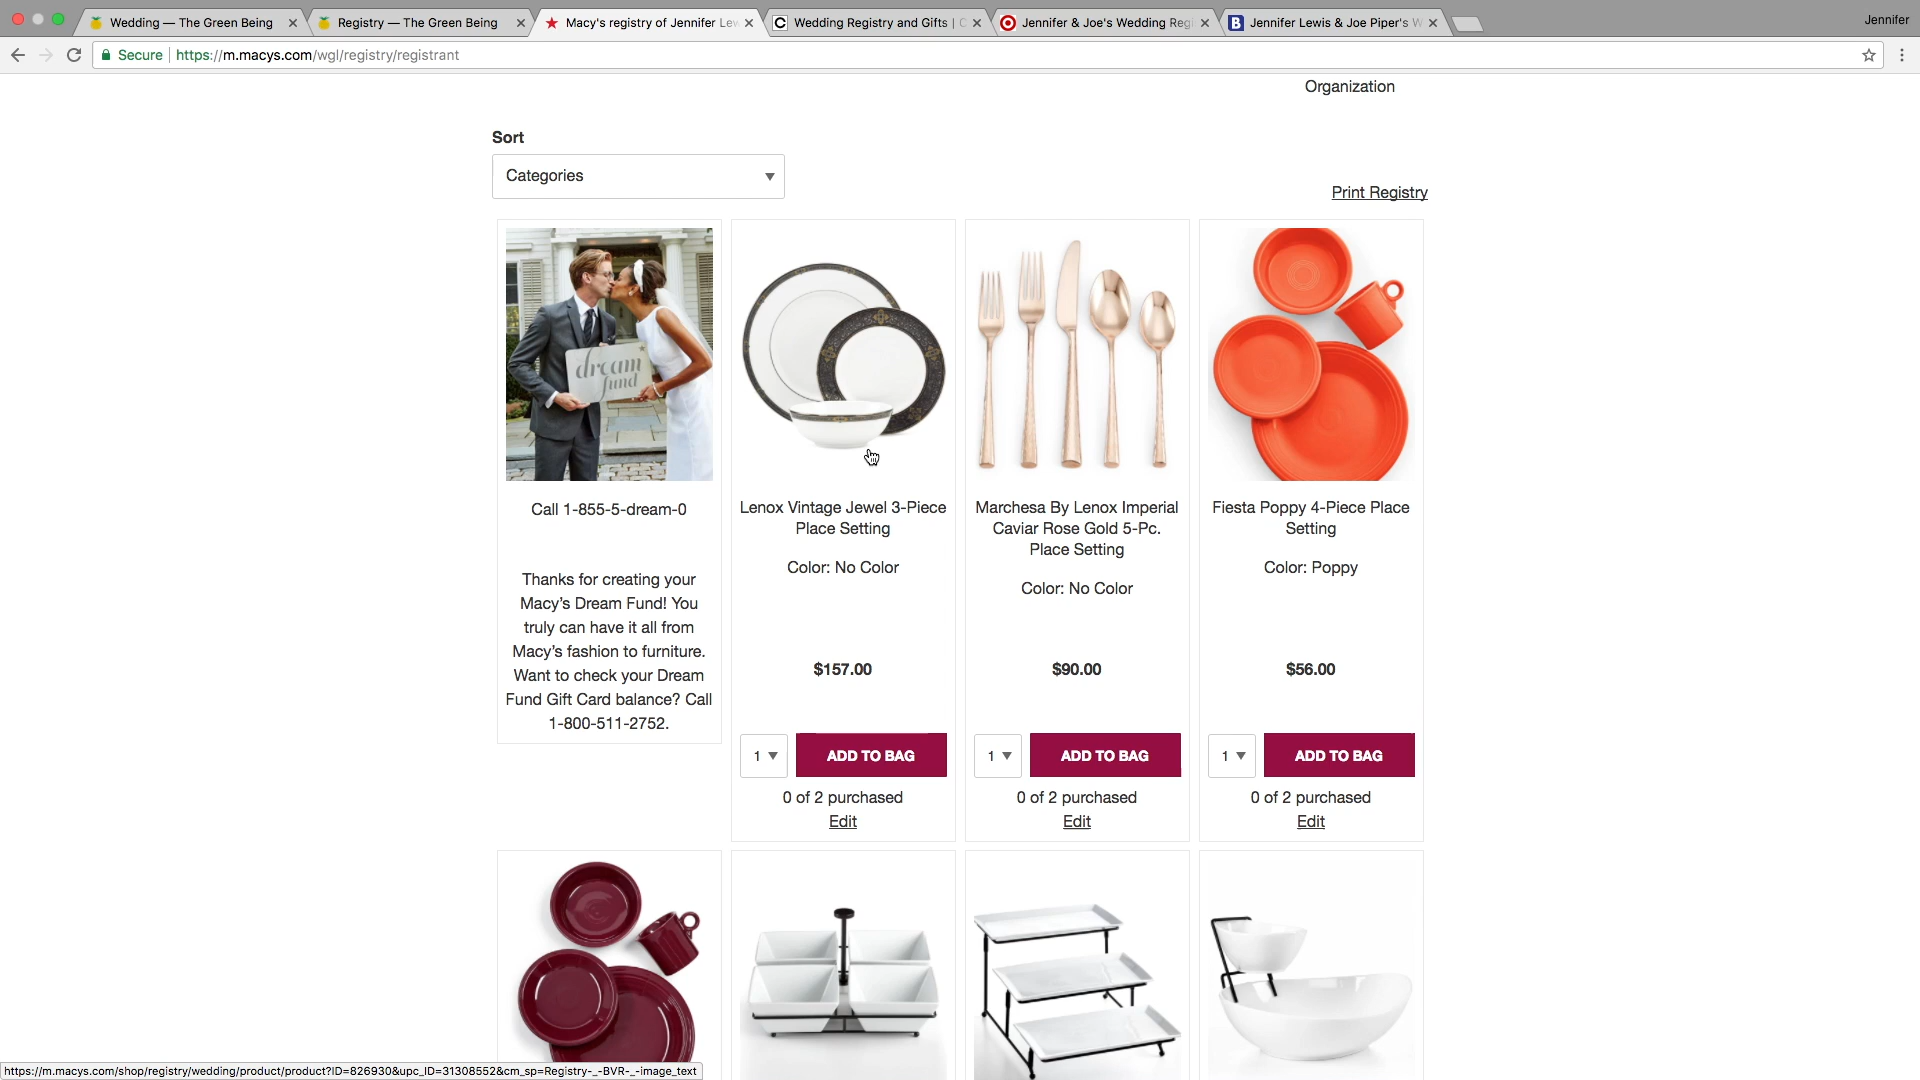 Wedding — The Green Being
Registry — The Green Being
Macy's registry of Jennifer Le
Wedding Registry and Gifts | C
Jennifer & Joe's Wedding Regi
Jennifer Lewis & Joe Piper's W
Jennifer
Secure
https://m.macys.com/wgl/registry/registrant
Organization
Sort
Categories
Print Registry
dream
fund
Call 1-855-5-dream-0
Thanks for creating your
Macy's Dream Fund! You
truly can have it all from
Macy's fashion to furniture.
Want to check your Dream
Fund Gift Card balance? Call
1-800-511-2752.
Lenox Vintage Jewel 3-Piece
Place Setting
Color: No Color
$157.00
1
ADD TO BAG
0 of 2 purchased
Edit
Marchesa By Lenox Imperial
Caviar Rose Gold 5-Pc.
Place Setting
Color: No Color
$90.00
1
ADD TO BAG
0 of 2 purchased
Edit
Fiesta Poppy 4-Piece Place
Setting
Color: Poppy
$56.00
1
ADD TO BAG
0 of 2 purchased
Edit
https://m.macys.com/shop/registry/wedding/product/product?ID=826930&upc_ID=31308552&cm_sp=Registry-_-BVR-_-image_text